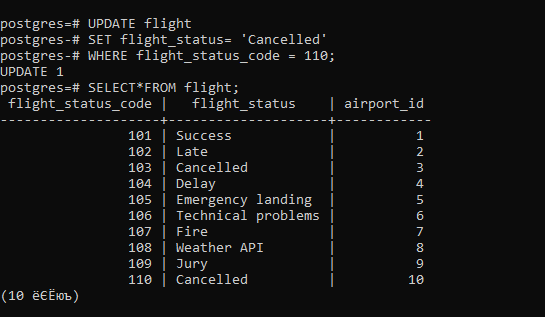 postgres=# UPDATE flight
postgres-# SET flight_status= 'Cancelled'
postgres-# WHERE flight_status_code = 110;
UPDATE 1
postgres=# SELECT*FROM flight;
 flight_status_code |   flight_status    | airport_id
--------------------+--------------------+------------
                101 | Success            |          1
                102 | Late               |          2
                103 | Cancelled          |          3
                104 | Delay              |          4
                105 | Emergency landing  |          5
                106 | Technical problems |          6
                107 | Fire               |          7
                108 | Weather API        |          8
                109 | Jury               |          9
                110 | Cancelled          |         10
(10 ёЄЁюъ)